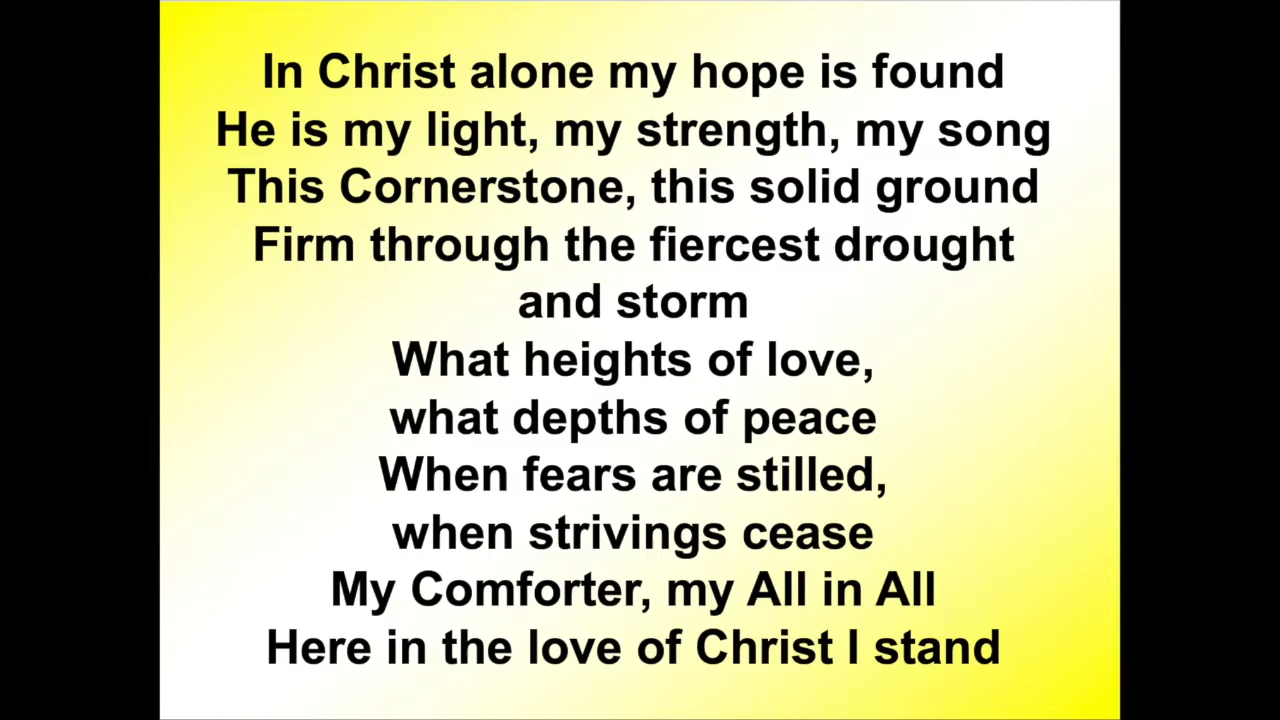 In Christ alone my hope is found
He is my light, my strength, my song
This Cornerstone, this solid ground
Firm through the fiercest drought
and storm
What heights of love,
what depths of peace
When fears are stilled,
when strivings cease
My Comforter, my All in All
Here in the love of Christ I stand